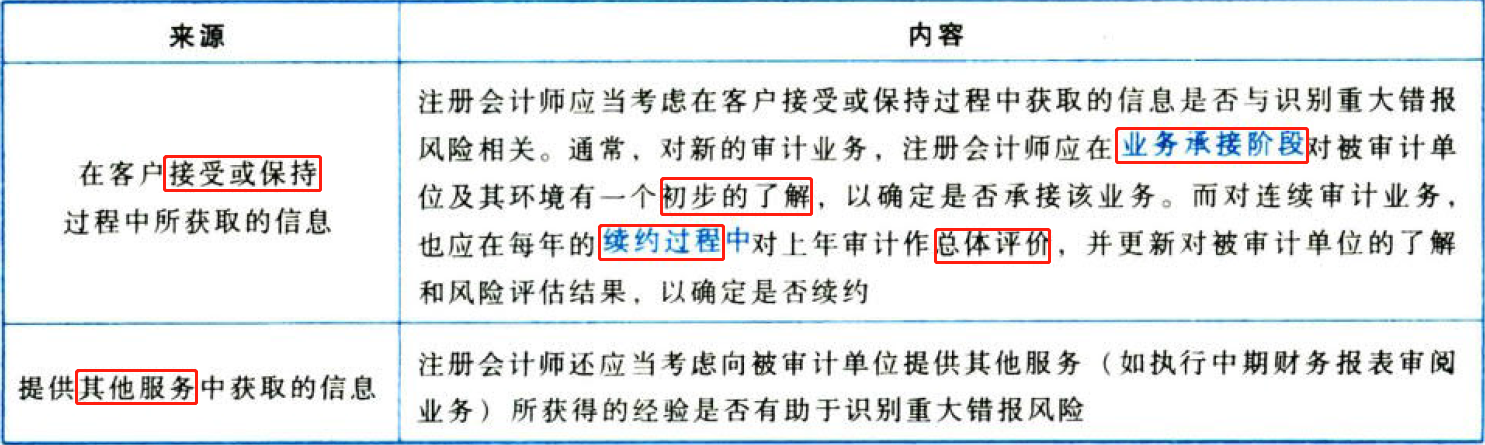 来源
内容
在客户接受或保持
过程中所获取的信息
注册会计师应当考虑在客户接受或保持过程中获取的信息是否与识别重大错报
风险相关。通常，对新的审计业务，注册会计师应在业务承接阶段对被审计单
位及其环境有一个初步的了解，以确定是否承接该业务。而对连续审计业务，
也应在每年的续约过程中对上年审计作总体评价，并更新对被审计单位的了解
和风险评估结果，以确定是否续约
提供其他服务中获取的信息
注册会计师还应当考虑向被审计单位提供其他服务（如执行中期财务报表审阅
业务）所获得的经验是否有助于识别重大错报风险